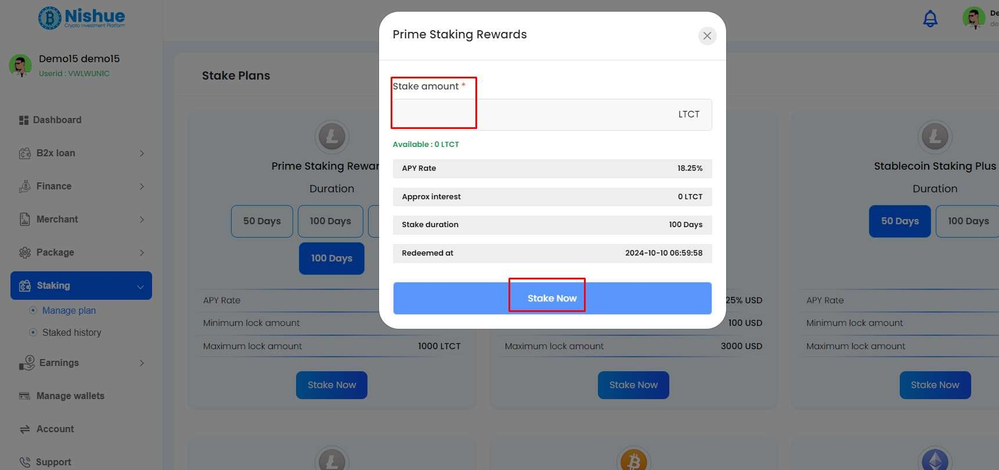 Nishue
Crypto Investment Platform
Demo15 demo15
Userid : VWLWUN1C
Dashboard
B2x loan
Finance
Merchant
Package
Staking
Manage plan
Staked history
Earnings
Manage wallets
Account
Support
Stake Plans
Prime Staking
Duration
50 Days
100 Days
100 Days
APY Rate
Minimum lock amount
Maximum lock amount 1000 LTCT
Stake Now
Prime Staking Rewards
Stake amount *
LTCT
Available : 0 LTCT
APY Rate 18.25%
Approx interest 0 LTCT
Stake duration 100 Days
Redeemed at 2024-10-10 06:59:58
Stake Now
25% USD
100 USD
Maximum lock amount 3000 USD
Stake Now
Stablecoin Staking Plus
Duration
50 Days
100 Days
APY Rate
Minimum lock amount
Maximum lock amount
Stake Now